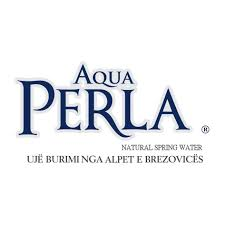 AQUA
PERLA ®
NATURAL SPRING WATER
UJË BURIMI NGA ALPET E BREZOVICËS